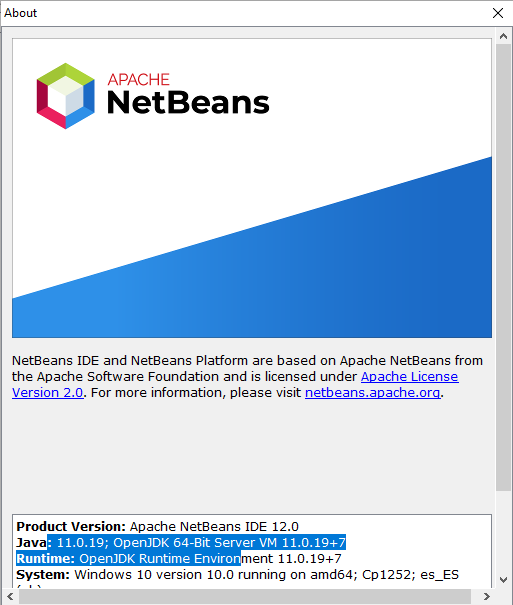 About
APACHE
NetBeans
NetBeans IDE and NetBeans Platform are based on Apache NetBeans from
the Apache Software Foundation and is licensed under Apache License
Version 2.0. For more information, please visit netbeans.apache.org.
Product Version: Apache NetBeans IDE 12.0
Java: 11.0.19; OpenJDK 64-Bit Server VM 11.0.19+7
Runtime: OpenJDK Runtime Environment 11.0.19+7
System: Windows 10 version 10.0 running on amd64; Cp1252; es_ES